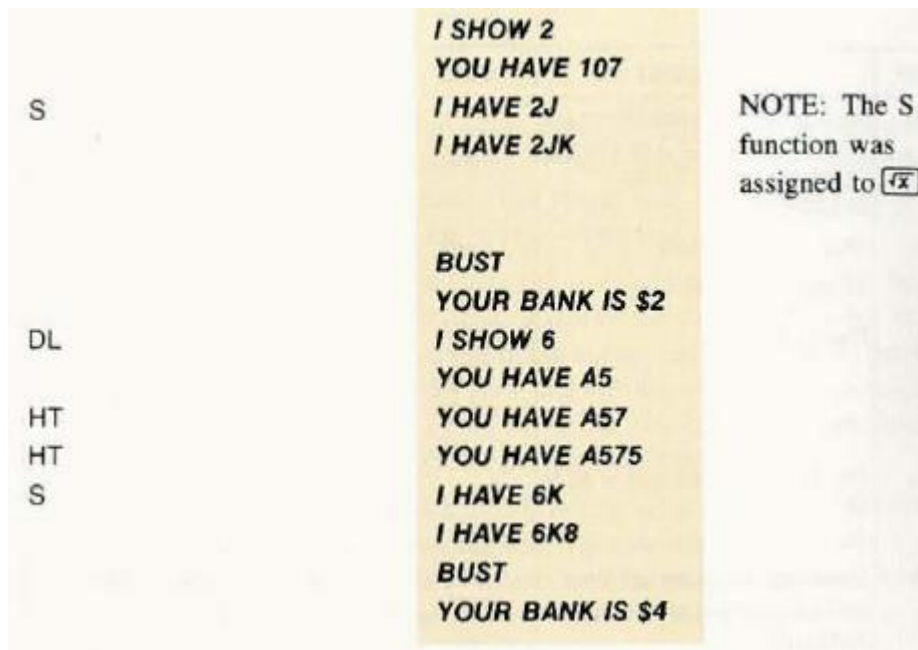 I SHOW 2
YOU HAVE 107
S I HAVE 2J NOTE: The S
I HAVE 2JK function was
assigned to √x
BUST
YOUR BANK IS $2
DL I SHOW 6
YOU HAVE A5
HT YOU HAVE A57
HT YOU HAVE A575
S I HAVE 6K
I HAVE 6K8
BUST
YOUR BANK IS $4